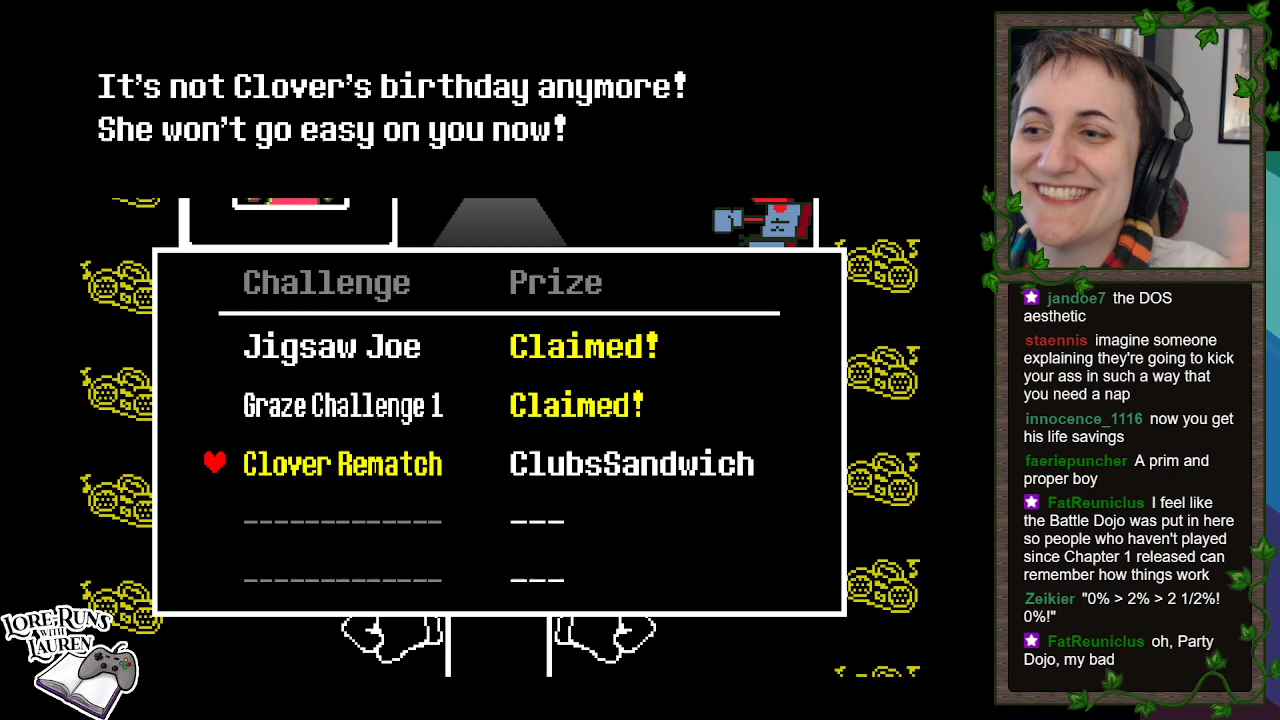 It's not Clover's birthday anymore!
She won't go easy on you now!
Challenge Prize
Jigsaw Joe Claimed!
Graze Challenge 1 Claimed!
Clover Rematch ClubsSandwich
------------- ---
------------- ---
jandoe7 the DOS
aesthetic
staennis imagine someone
explaining they're going to kick
your ass in such a way that
you need a nap
innocence_1116 now you get
his life savings
faeriepuncher A prim and
proper boy
FatReuniclus I feel like
the Battle Dojo was put in here
so people who haven't played
since Chapter 1 released can
remember how things work
Zeikier "0% > 2% > 2 1/2%!
0%!"
FatReuniclus oh, Party
Dojo, my bad
LORE-RUNS
WITH
LAUREN